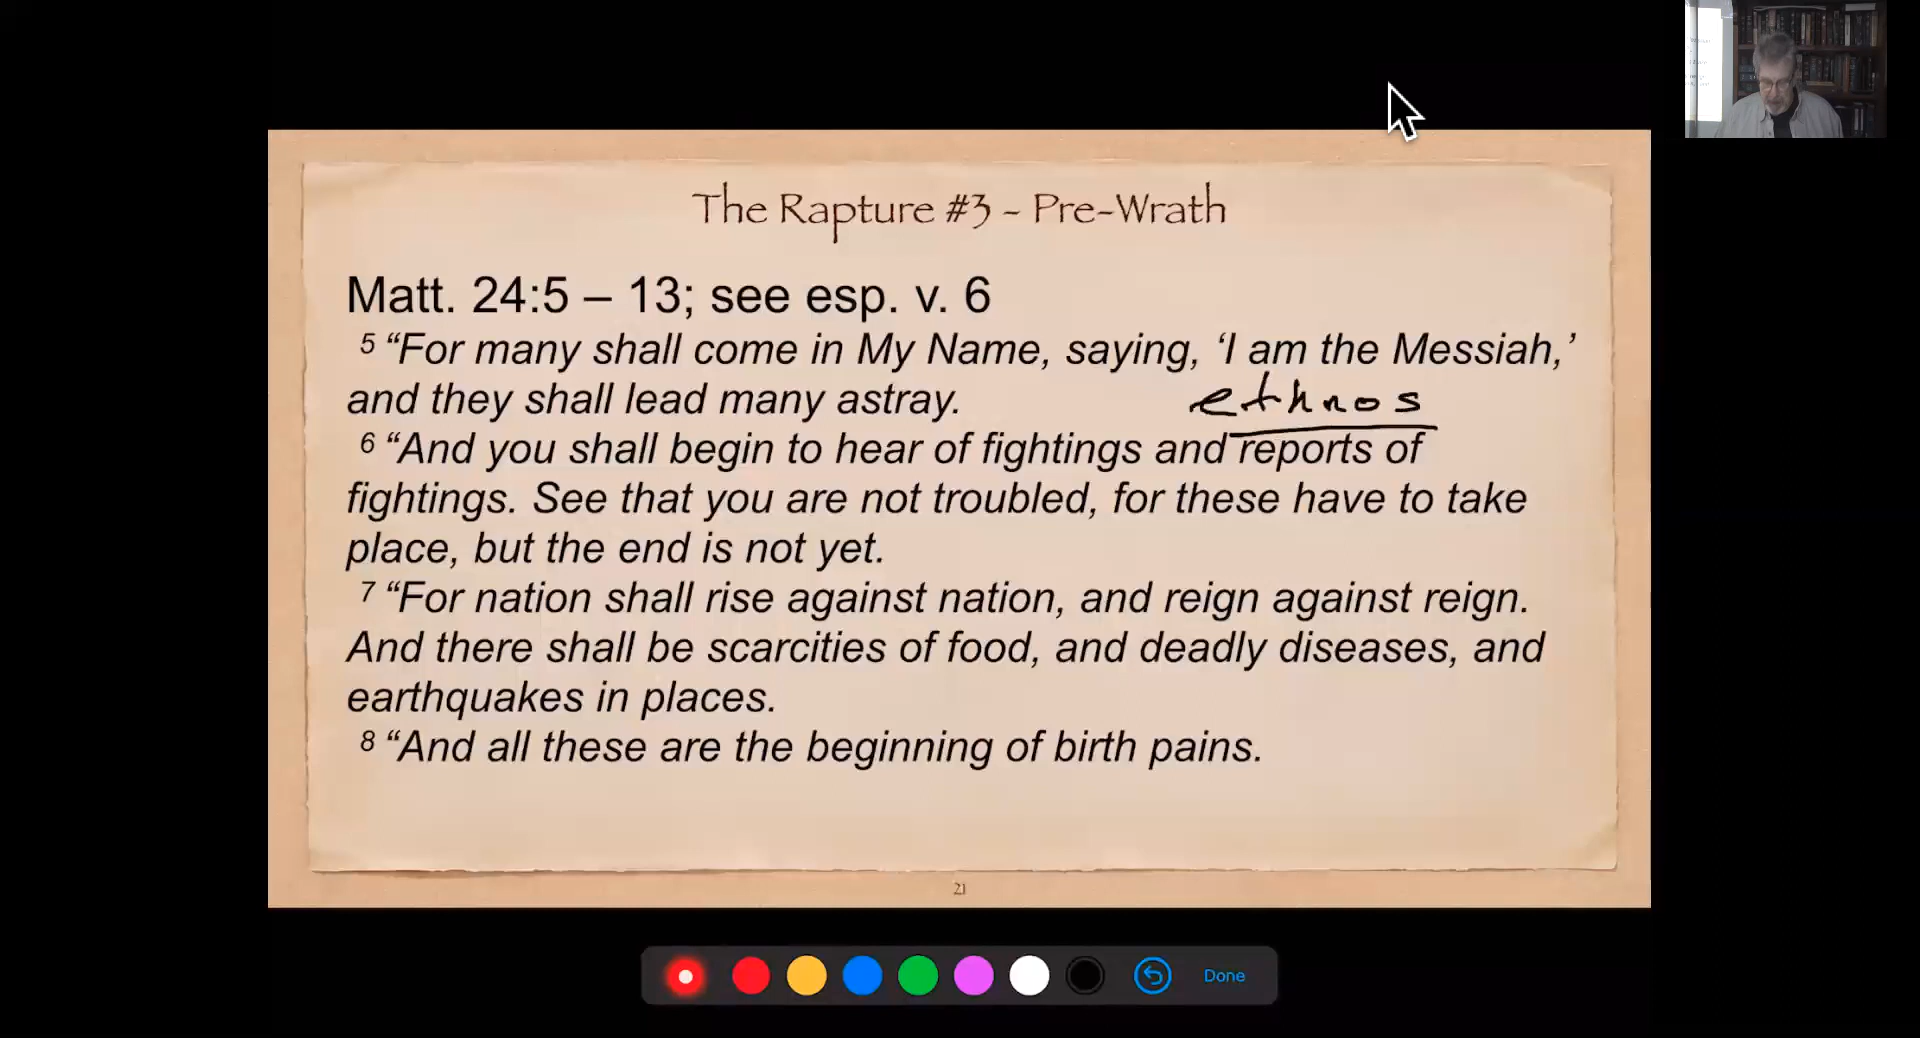 The Rapture #3 - Pre-Wrath
Matt. 24:5 – 13; see esp. v. 6
5 “For many shall come in My Name, saying, ‘I am the Messiah,’
and they shall lead many astray.
ethnos
6 “And you shall begin to hear of fightings and reports of
fightings. See that you are not troubled, for these have to take
place, but the end is not yet.
7 “For nation shall rise against nation, and reign against reign.
And there shall be scarcities of food, and deadly diseases, and
earthquakes in places.
8 “And all these are the beginning of birth pains.
21
Done